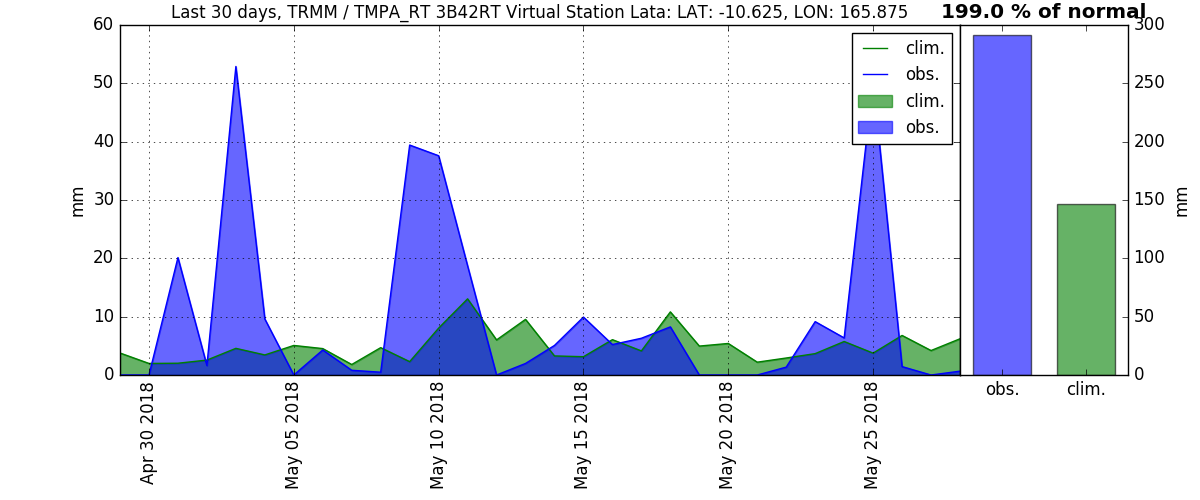 Last 30 days, TRMM / TMPA_RT 3B42RT Virtual Station Lata: LAT: -10.625, LON: 165.875
199.0 % of normal
60
50
40
30
20
10
0
mm
clim.
obs.
clim.
obs.
300
250
200
150
100
50
0
mm
Apr 30 2018
May 05 2018
May 10 2018
May 15 2018
May 20 2018
May 25 2018
obs.
clim.